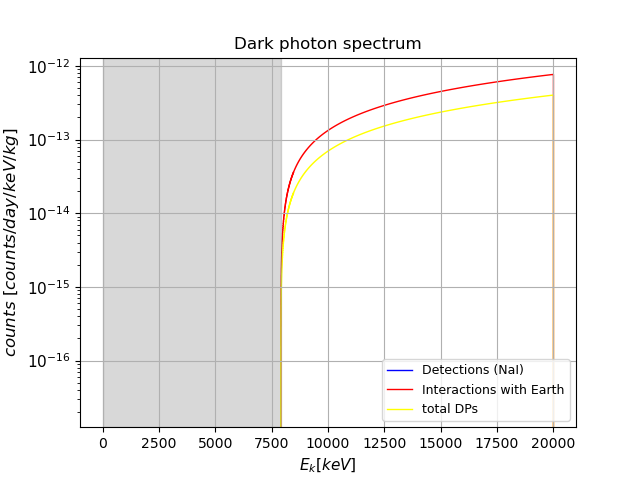 Dark photon spectrum
counts [counts/day/keV/kg]
10⁻¹²
10⁻¹³
10⁻¹⁴
10⁻¹⁵
10⁻¹⁶
Detections (NaI)
Interactions with Earth
total DPs
0 2500 5000 7500 10000 12500 15000 17500 20000
Eₖ[keV]